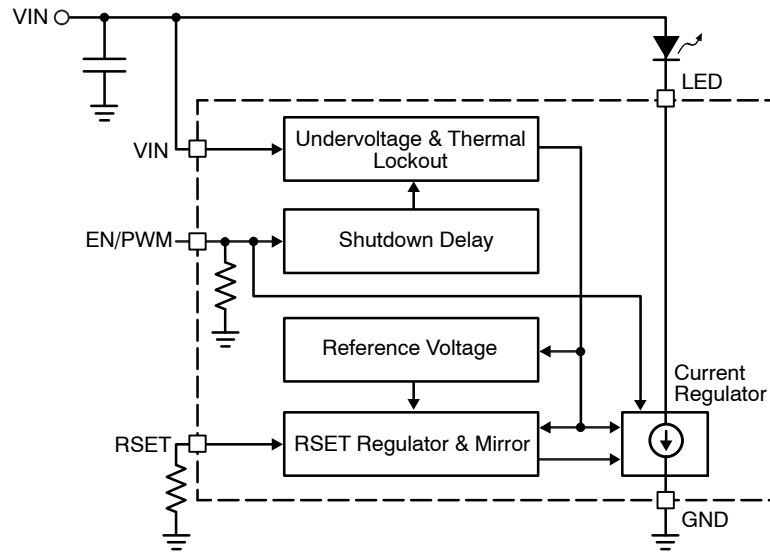 VIN
LED
VIN
Undervoltage & Thermal
Lockout
EN/PWM
Shutdown Delay
Reference Voltage
Current
Regulator
RSET
RSET Regulator & Mirror
GND